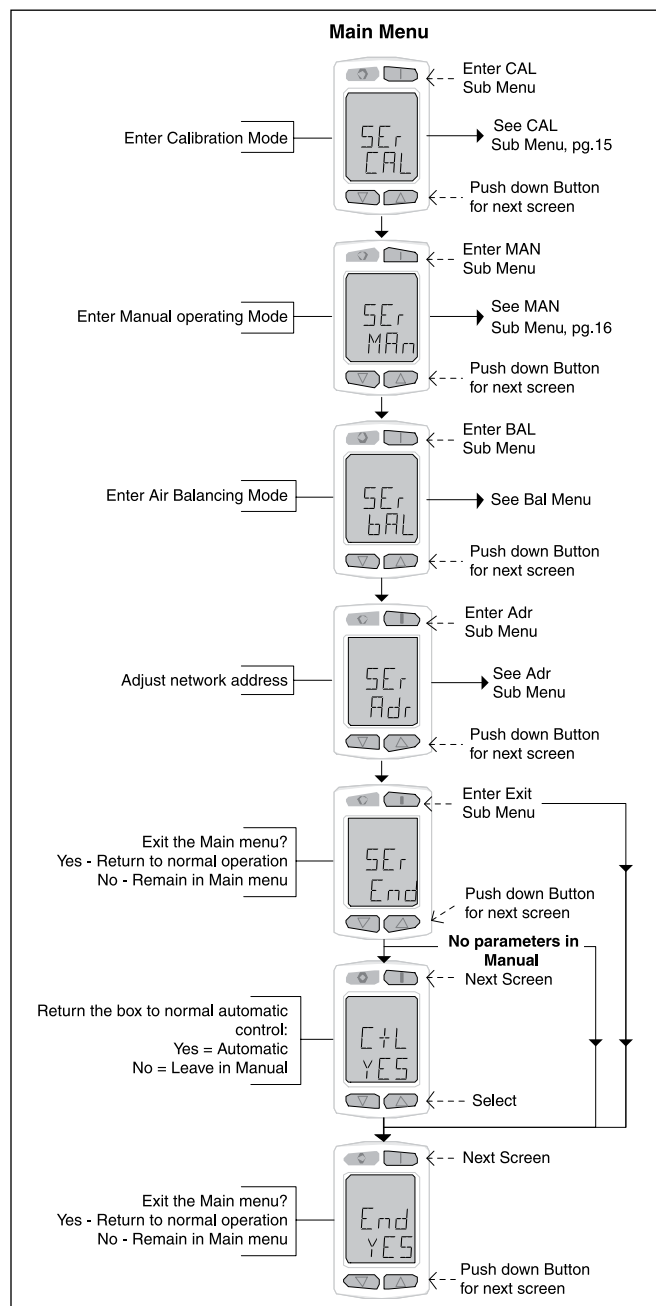 Main Menu
Enter CAL
Sub Menu
Enter Calibration Mode
SEr
CAL
See CAL
Sub Menu, pg.15
Push down Button
for next screen
Enter MAN
Sub Menu
Enter Manual operating Mode
SEr
MAn
See MAN
Sub Menu, pg.16
Push down Button
for next screen
Enter BAL
Sub Menu
Enter Air Balancing Mode
SEr
bAL
See Bal Menu
Push down Button
for next screen
Enter Adr
Sub Menu
Adjust network address
SEr
Adr
See Adr
Sub Menu
Push down Button
for next screen
Enter Exit
Sub Menu
Exit the Main menu?
Yes - Return to normal operation
No - Remain in Main menu
SEr
End
Push down Button
for next screen
No parameters in
Manual
Next Screen
Return the box to normal automatic
control:
Yes = Automatic
No = Leave in Manual
CtL
YES
Select
Next Screen
Exit the Main menu?
Yes - Return to normal operation
No - Remain in Main menu
End
YES
Push down Button
for next screen